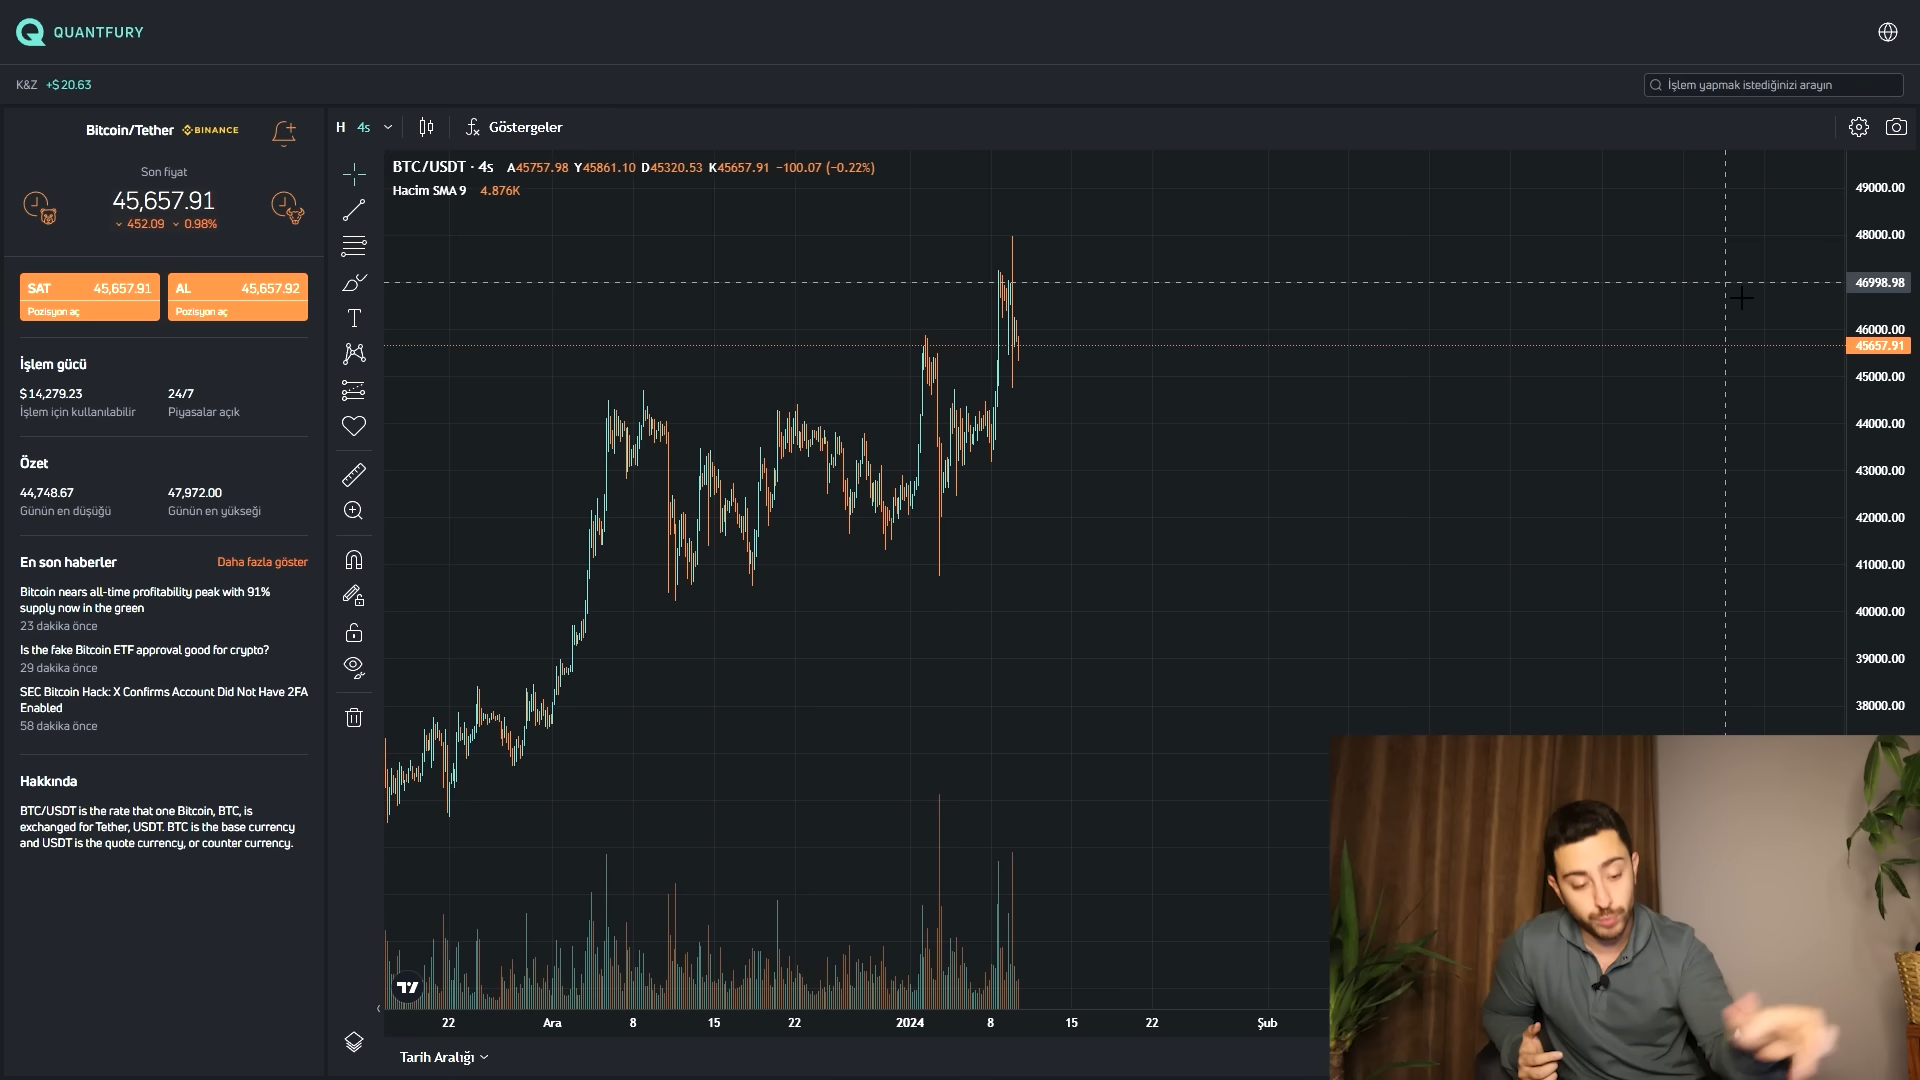 QUANTFURY
K&Z +$20.63
İşlem yapmak istediğinizi arayın
Bitcoin/Tether BINANCE
Son fiyat
45,657.91
452.09 0.98%
SAT 45,657.91
Pozisyon aç
AL 45,657.92
Pozisyon aç
İşlem gücü
$14,279.23 24/7
İşlem için kullanılabilir Piyasalar açık
Özet
44,748.67 47,972.00
Günün en düşüğü Günün en yükseği
En son haberler Daha fazla göster
Bitcoin nears all-time profitability peak with 91%
supply now in the green
23 dakika önce
Is the fake Bitcoin ETF approval good for crypto?
29 dakika önce
SEC Bitcoin Hack: X Confirms Account Did Not Have 2FA
Enabled
58 dakika önce
Hakkında
BTC/USDT is the rate that one Bitcoin, BTC, is
exchanged for Tether, USDT. BTC is the base currency
and USDT is the quote currency, or counter currency.
H 4s Göstergeler
BTC/USDT · 4s A45757.98 Y45861.10 D45320.53 K45657.91 −100.07 (−0.22%)
Hacim SMA 9 4.876K
49000.00
48000.00
46998.98
46000.00
45657.91
45000.00
44000.00
43000.00
42000.00
41000.00
40000.00
39000.00
38000.00
22 Ara 8 15 22 2024 8 15 22 Şub
Tarih Aralığı